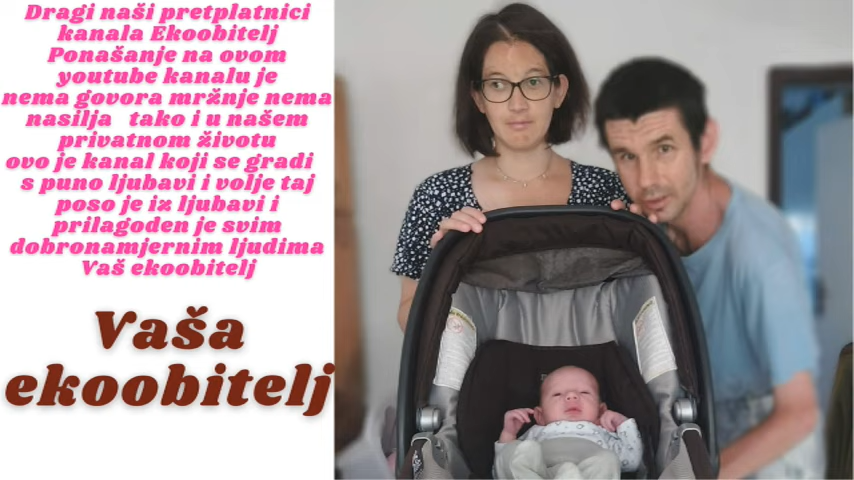 Dragi naši pretplatnici
kanala Ekoobitelj
Ponašanje na ovom
youtube kanalu je
nema govora mržnje nema
nasilja tako i u našem
privatnom životu
ovo je kanal koji se gradi
s puno ljubavi i volje taj
poso je iz ljubavi i
prilagođen je svim
dobronamjernim ljudima
Vaš ekoobitelj
Vaša
ekoobitelj